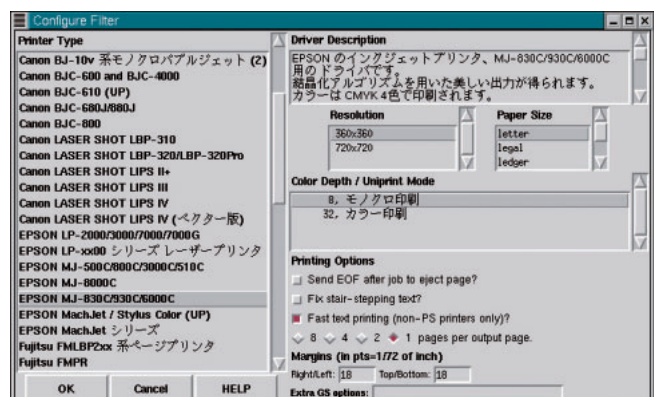 Configure Filter
Printer Type
Canon BJ-10v 系モノクロバブルジェット (2)
Canon BJC-600 and BJC-4000
Canon BJC-610 (UP)
Canon BJC-680J/880J
Canon BJC-800
Canon LASER SHOT LBP-310
Canon LASER SHOT LBP-320/LBP-320Pro
Canon LASER SHOT LIPS II+
Canon LASER SHOT LIPS III
Canon LASER SHOT LIPS IV
Canon LASER SHOT LIPS IV (ベクター版)
EPSON LP-2000/3000/7000/7000G
EPSON LP-xx00 シリーズ レーザープリンタ
EPSON MJ-500C/800C/3000C/510C
EPSON MJ-8000C
EPSON MJ-830C/930C/6000C
EPSON MachJet / Stylus Color (UP)
EPSON MachJet シリーズ
Fujitsu FMLBP2xx 系ページプリンタ
Fujitsu FMPR
OK Cancel HELP
Driver Description
EPSON のインクジェットプリンタ、MJ-830C/930C/6000C
用のドライバです。
結晶化アルゴリズムを用いた美しい出力が得られます。
カラーは CMYK 4色で印刷されます。
Resolution
360x360
720x720
Paper Size
letter
legal
ledger
Color Depth / Uniprint Mode
8, モノクロ印刷
32, カラー印刷
Printing Options
Send EOF after job to eject page?
Fix stair-stepping text?
Fast text printing (non-PS printers only)?
8 4 2 1 pages per output page.
Margins (in pts=1/72 of inch)
Right/Left: 18 Top/Bottom: 18
Extra GS options: